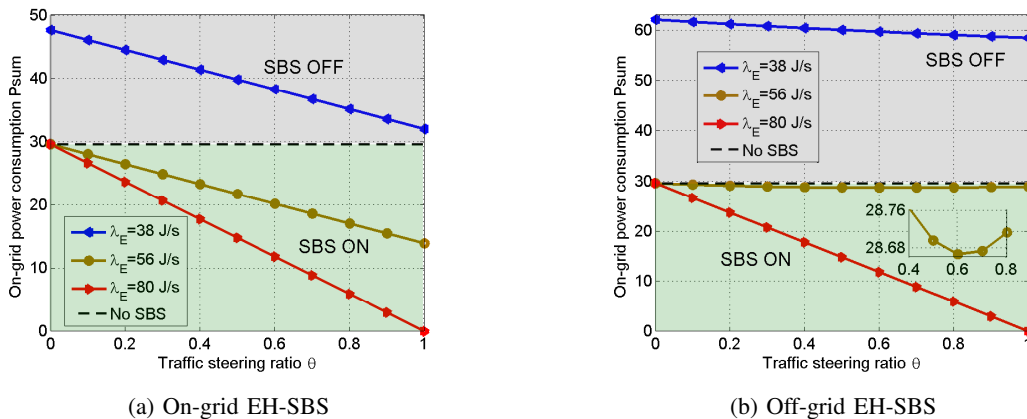 On-grid power consumption Psum
50
40
30
20
10
0
SBS OFF
SBS ON
λE=38 J/s
λE=56 J/s
λE=80 J/s
No SBS
0 0.2 0.4 0.6 0.8 1
Traffic steering ratio θ
(a) On-grid EH-SBS
On-grid power consumption Psum
60
50
40
30
20
10
0
SBS OFF
λE=38 J/s
λE=56 J/s
λE=80 J/s
No SBS
SBS ON
28.76
28.68
0.4 0.6 0.8
0 0.2 0.4 0.6 0.8 1
Traffic steering ratio θ
(b) Off-grid EH-SBS